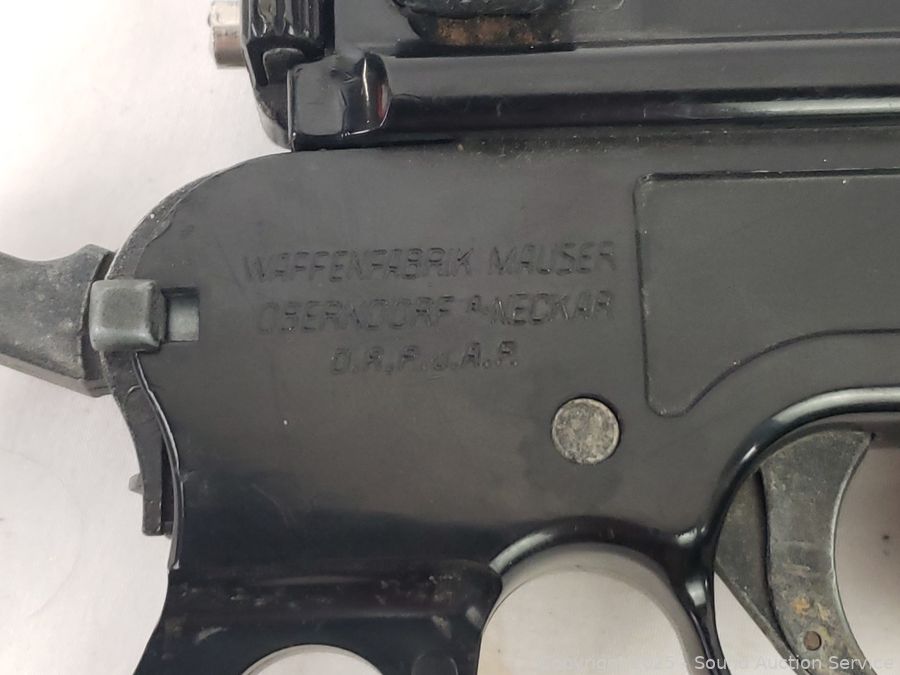 WAFFENFABRIK MAUSER
OBERNDORF A-NECKAR
D.R.P.u.A.P.
Copyright 2025 - Sound Auction Service